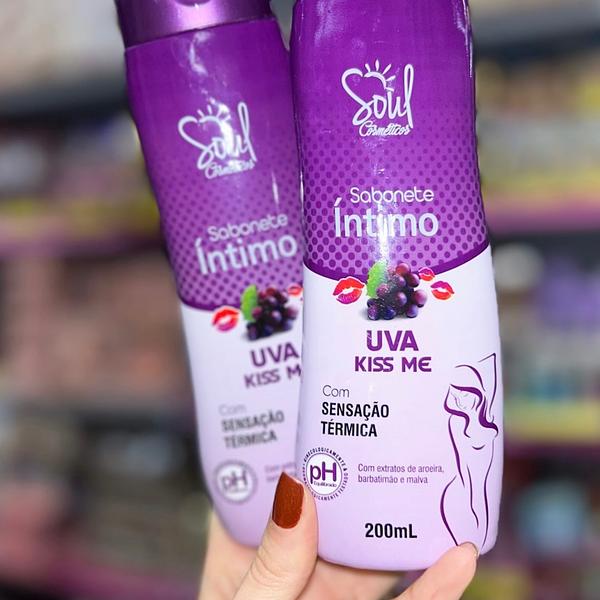 Soul
Cosméticos
Sabonete
Íntimo
UVA
KISS ME
Com
SENSAÇÃO
TÉRMICA
pH
Equilibrado
Com extratos de aroeira,
barbatimão e malva
200mL
Soul
Cosméticos
Sabonete
Íntimo
UVA
KISS M
Com
SENSAÇÃO
TÉRMICA
pH